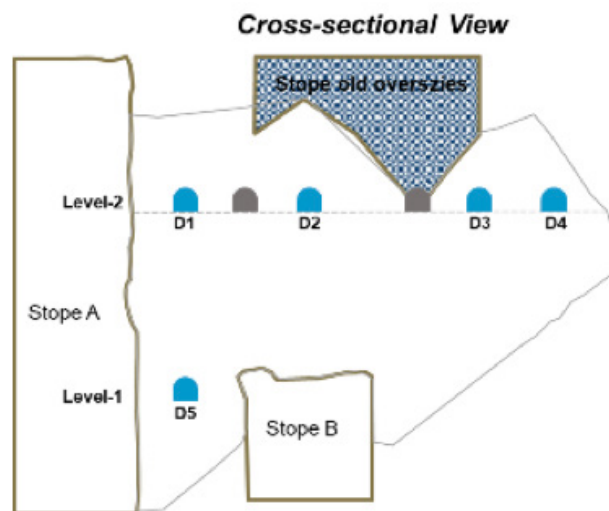 Cross-sectional View
Stope old overszies
Level-2
D1
D2
D3
D4
Stope A
Level-1
D5
Stope B